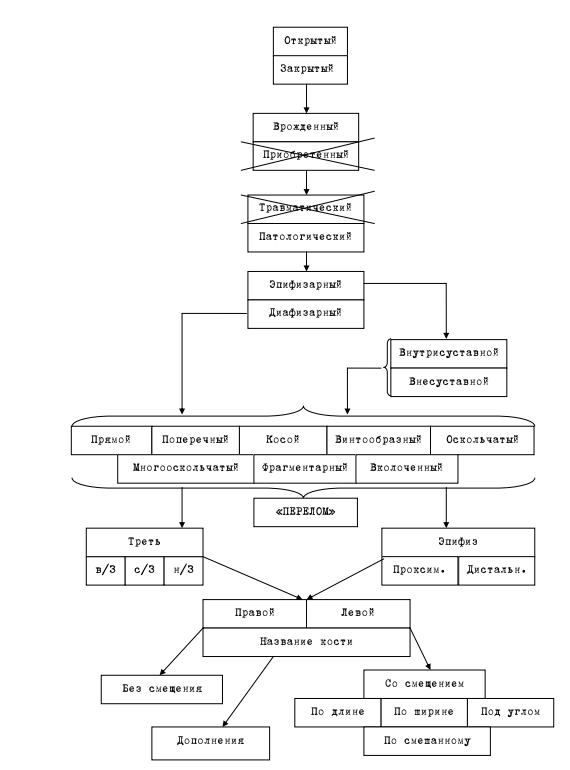 Открытый
Закрытый
Врожденный
Приобретенный
Травматический
Патологический
Эпифизарный
Диафизарный
Внутрисуставной
Внесуставной
Прямой Поперечный Косой Винтообразный Оскольчатый
Многооскольчатый Фрагментарный Вколоченный
«ПЕРЕЛОМ»
Треть Эпифиз
в/3 с/3 н/3 Проксим. Дистальн.
Правой Левой
Название кости
Без смещения Со смещением
По длине По ширине Под углом
Дополнения По смешанному